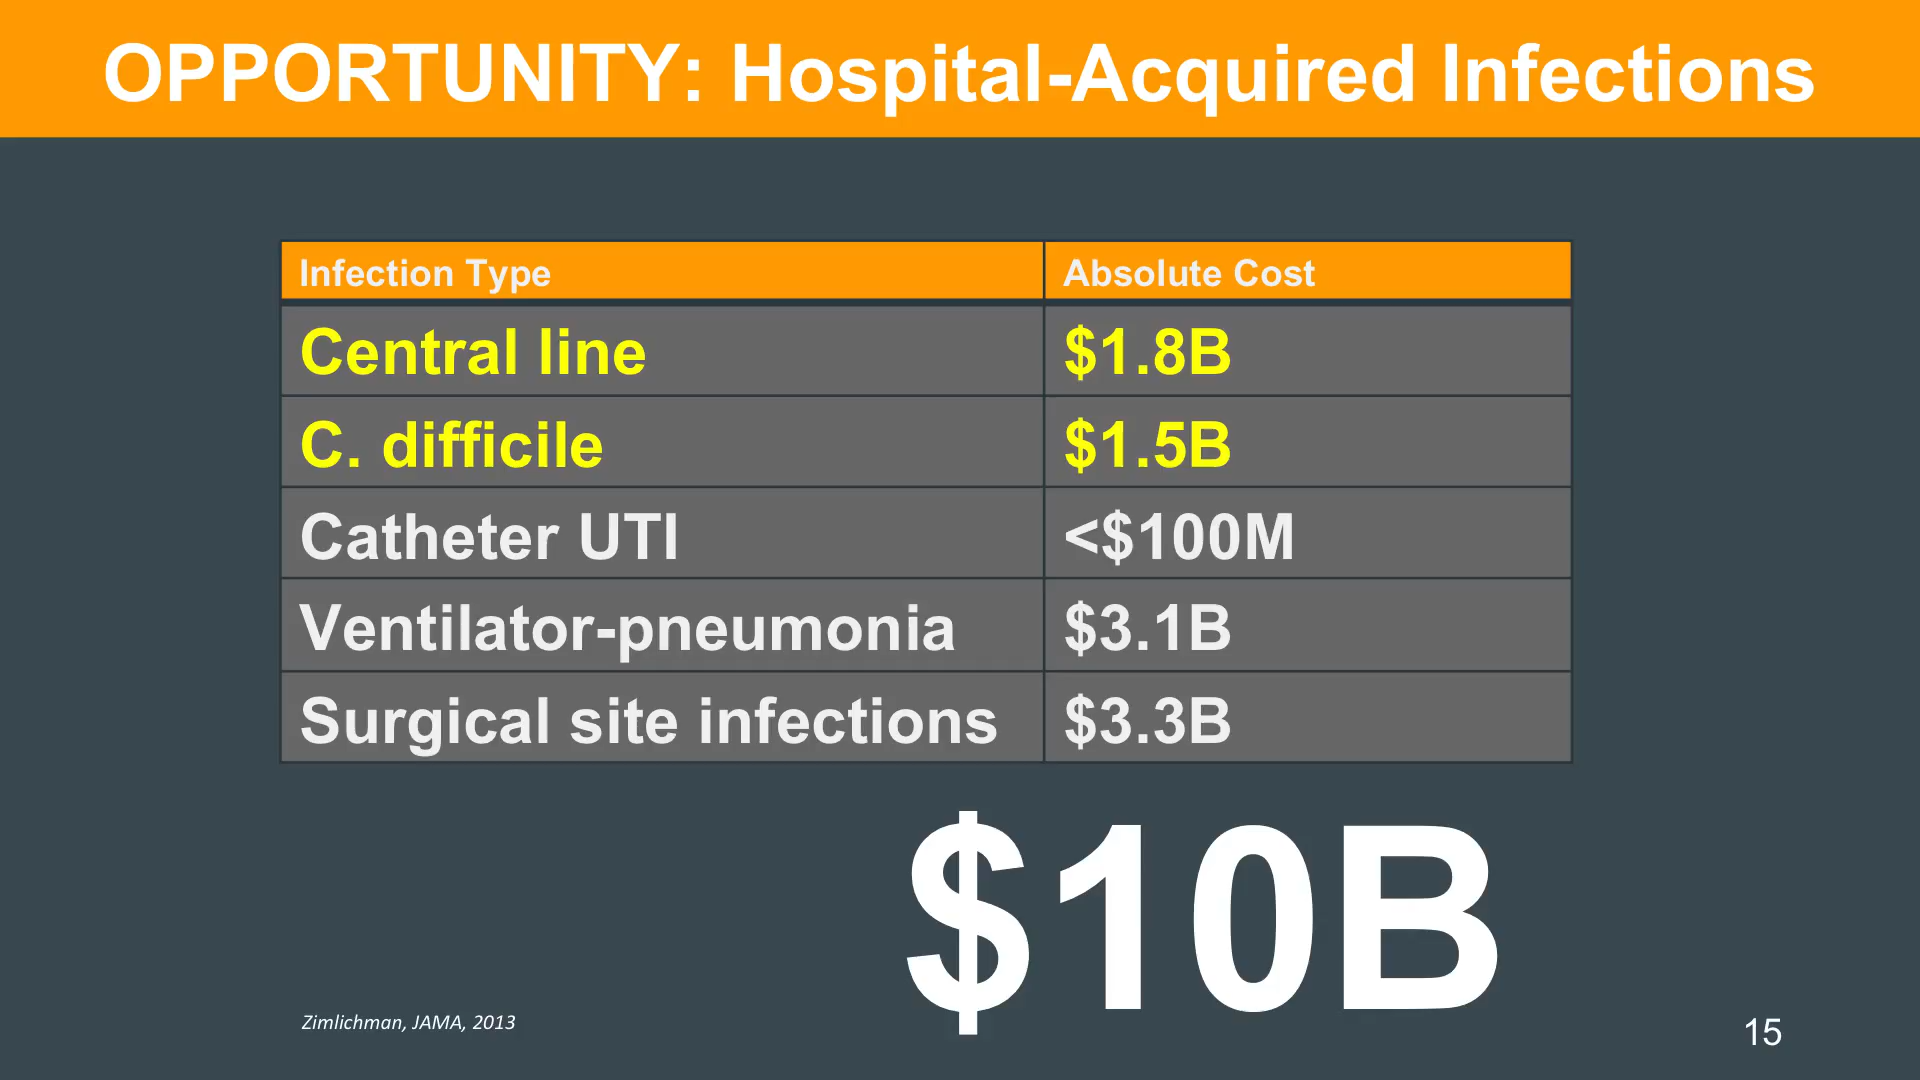 OPPORTUNITY: Hospital-Acquired Infections
Infection Type Absolute Cost
Central line $1.8B
C. difficile $1.5B
Catheter UTI <$100M
Ventilator-pneumonia $3.1B
Surgical site infections $3.3B
$10B
Zimlichman, JAMA, 2013
15